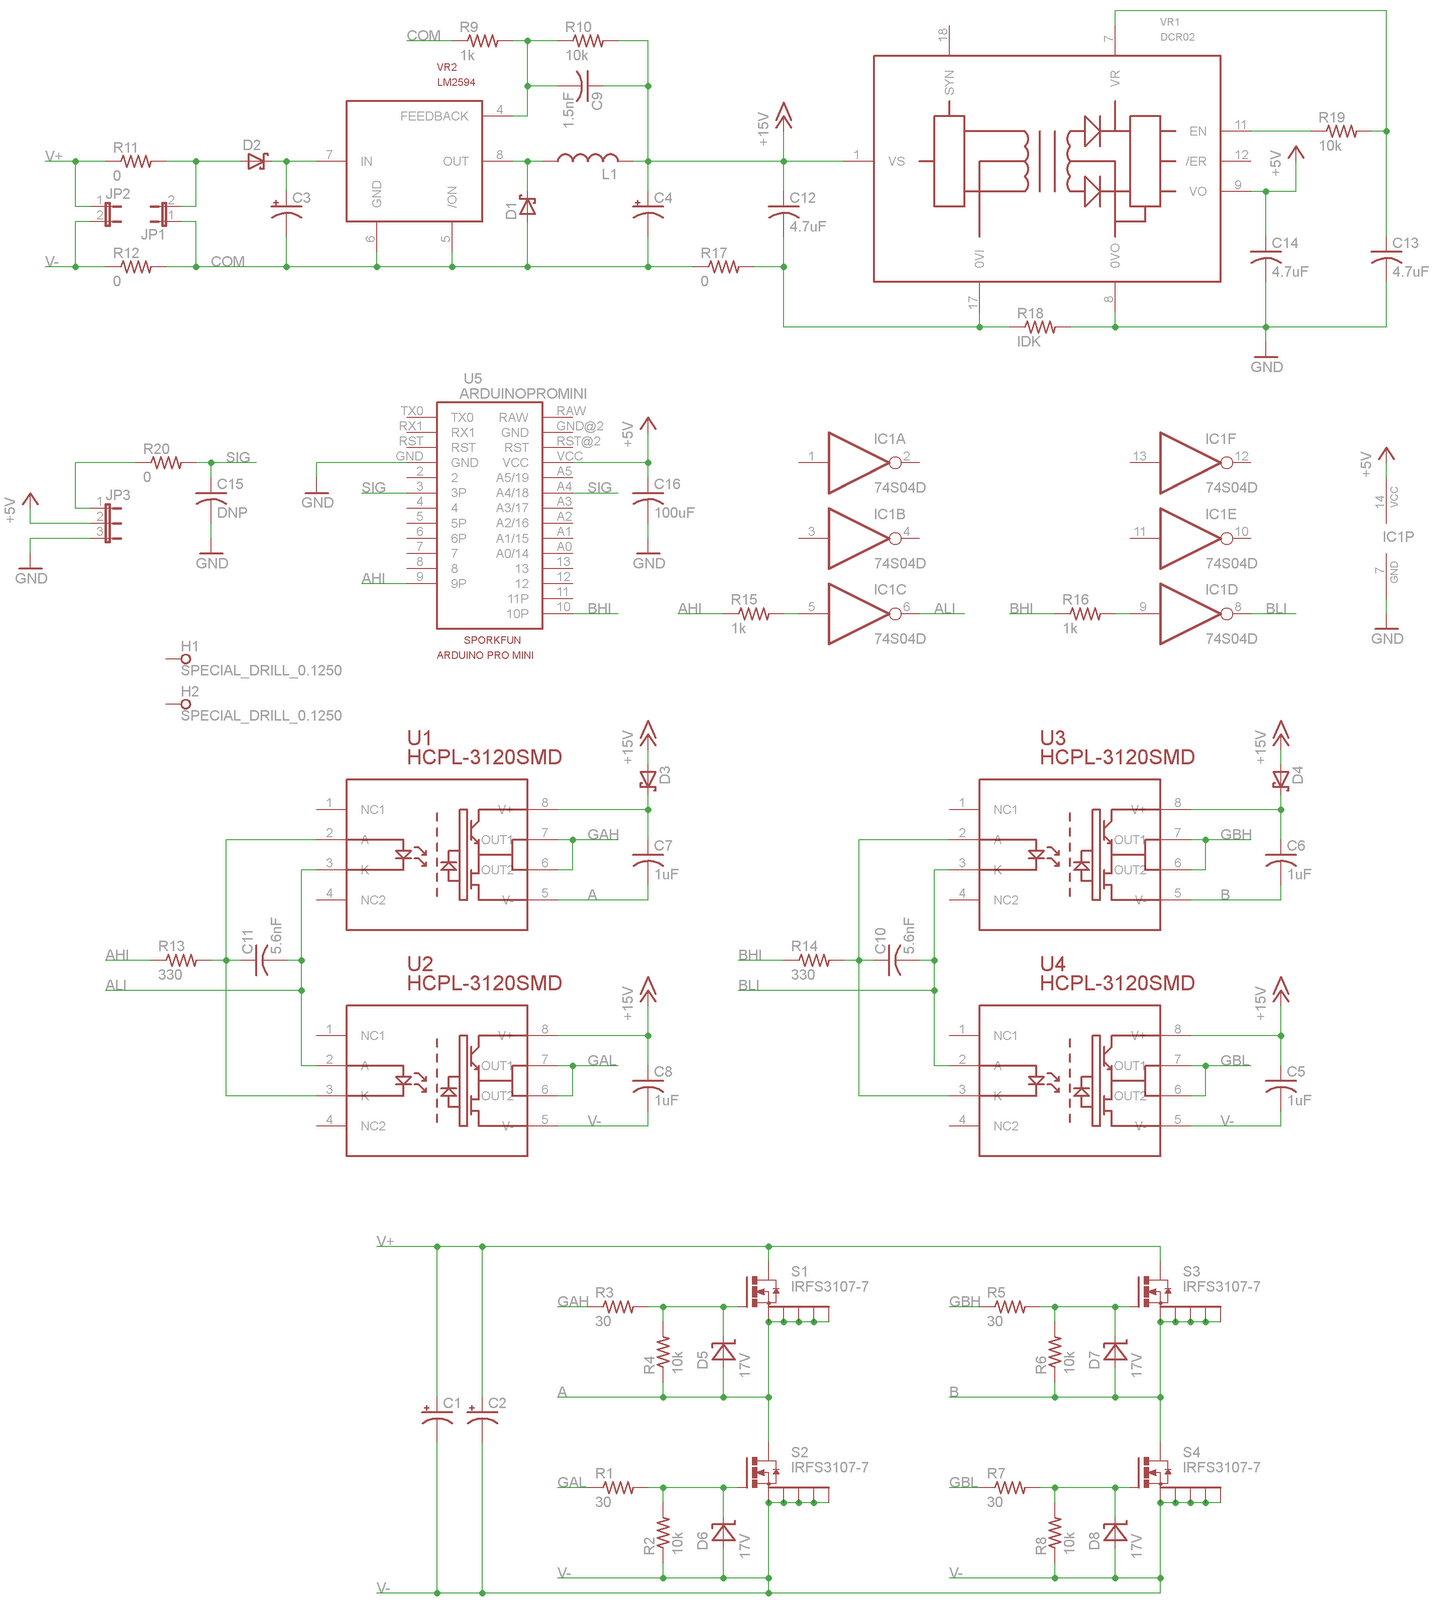 COM
R9
1k
R10
10k
1.5nF
C9
VR2
LM2594
FEEDBACK
4
V+
R11
0
D2
7
IN
OUT
8
GND
/ON
6
5
L1
D1
C3
C4
JP2
1
2
JP1
2
1
V-
R12
0
COM
R17
0
+15V
C12
4.7uF
VR1
DCR02
18
7
SYN
VR
1
VS
EN
11
/ER
12
VO
9
0VI
0VO
17
8
R18
IDK
R19
10k
+5V
C14
4.7uF
C13
4.7uF
GND
R20
0
SIG
C15
DNP
GND
+5V
JP3
1
2
3
GND
U5
ARDUINOPROMINI
TX0
TX0
RAW
RAW
RX1
RX1
GND
GND@2
RST
RST
RST
RST@2
GND
GND
VCC
VCC
2
2
A5/19
A5
SIG
3
3P
A4/18
A4
SIG
4
4
A3/17
A3
5
5P
A2/16
A2
6
6P
A1/15
A1
7
7
A0/14
A0
8
8
13
13
AHI
9
9P
12
12
11P
11
10P
10
BHI
SPORKFUN
ARDUINO PRO MINI
GND
+5V
C16
100uF
GND
IC1A
1
2
74S04D
IC1B
3
4
74S04D
IC1C
AHI
R15
1k
5
6
ALI
74S04D
IC1F
13
12
74S04D
IC1E
11
10
74S04D
IC1D
BHI
R16
1k
9
8
BLI
74S04D
+5V
14
VCC
IC1P
7
GND
GND
H1
SPECIAL_DRILL_0.1250
H2
SPECIAL_DRILL_0.1250
U1
HCPL-3120SMD
1
NC1
V+
8
2
A
OUT1
7
GAH
3
K
OUT2
6
4
NC2
V-
5
A
+15V
D3
C7
1uF
AHI
R13
330
C11
5.6nF
ALI
U2
HCPL-3120SMD
1
NC1
V+
8
2
A
OUT1
7
GAL
3
K
OUT2
6
4
NC2
V-
5
V-
+15V
C8
1uF
U3
HCPL-3120SMD
1
NC1
V+
8
2
A
OUT1
7
GBH
3
K
OUT2
6
4
NC2
V-
5
B
+15V
D4
C6
1uF
BHI
R14
330
C10
5.6nF
BLI
U4
HCPL-3120SMD
1
NC1
V+
8
2
A
OUT1
7
GBL
3
K
OUT2
6
4
NC2
V-
5
V-
+15V
C5
1uF
V+
C1
C2
V-
GAH
R3
30
R4
10k
D5
17V
S1
IRFS3107-7
A
GBH
R5
30
R6
10k
D7
17V
S3
IRFS3107-7
B
GAL
R1
30
R2
10k
D6
17V
S2
IRFS3107-7
V-
GBL
R7
30
R8
10k
D8
17V
S4
IRFS3107-7
V-